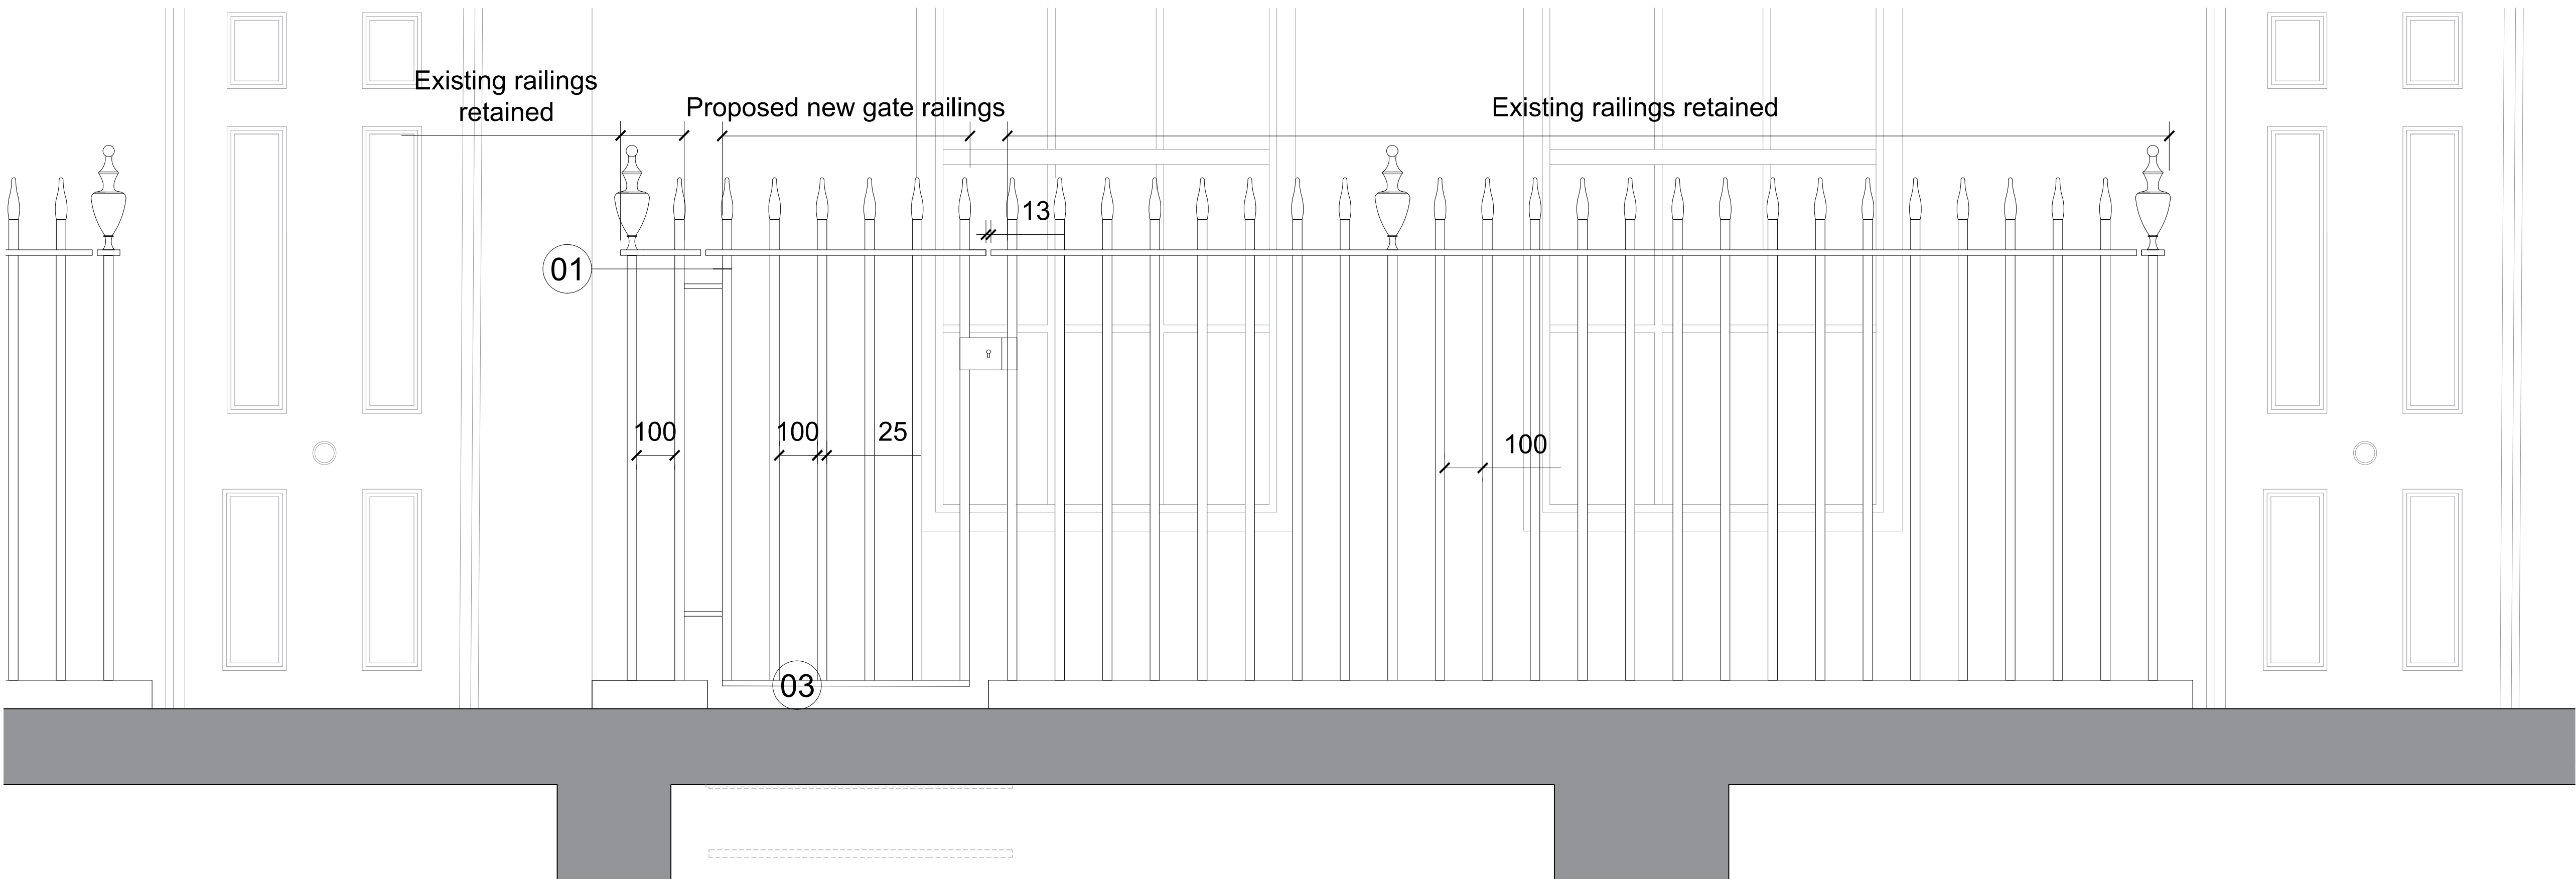 Existing railings
retained
Proposed new gate railings
Existing railings retained
13
01
100
100
25
100
03